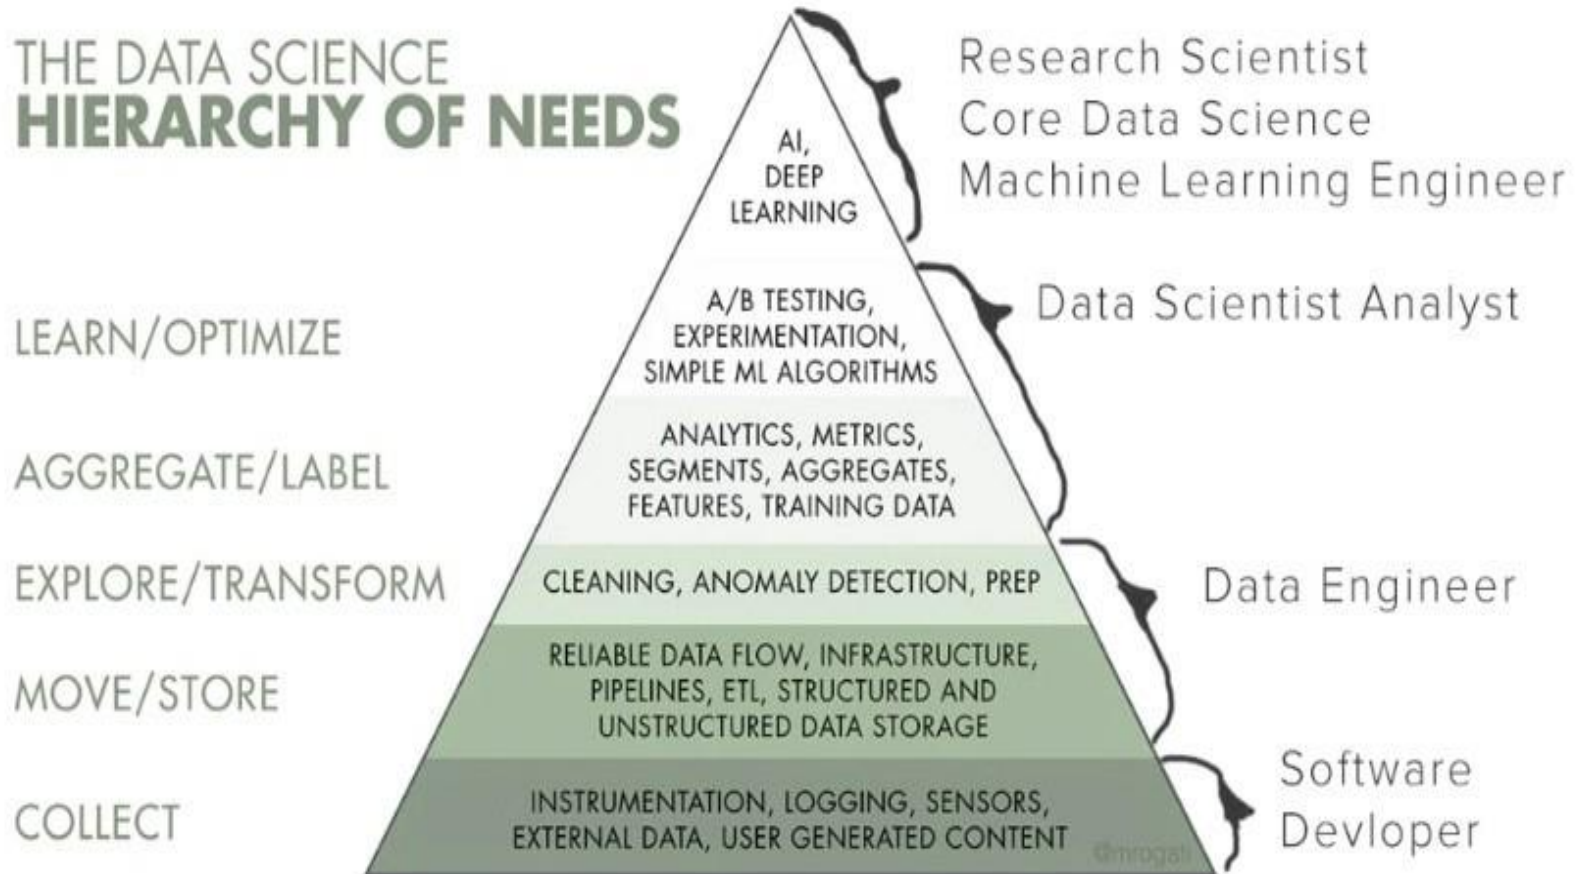 THE DATA SCIENCE
HIERARCHY OF NEEDS
AI,
DEEP
LEARNING
Research Scientist
Core Data Science
Machine Learning Engineer
LEARN/OPTIMIZE
A/B TESTING,
EXPERIMENTATION,
SIMPLE ML ALGORITHMS
Data Scientist Analyst
AGGREGATE/LABEL
ANALYTICS, METRICS,
SEGMENTS, AGGREGATES,
FEATURES, TRAINING DATA
EXPLORE/TRANSFORM
CLEANING, ANOMALY DETECTION, PREP
Data Engineer
MOVE/STORE
RELIABLE DATA FLOW, INFRASTRUCTURE,
PIPELINES, ETL, STRUCTURED AND
UNSTRUCTURED DATA STORAGE
COLLECT
INSTRUMENTATION, LOGGING, SENSORS,
EXTERNAL DATA, USER GENERATED CONTENT
@mrogati
Software
Devloper